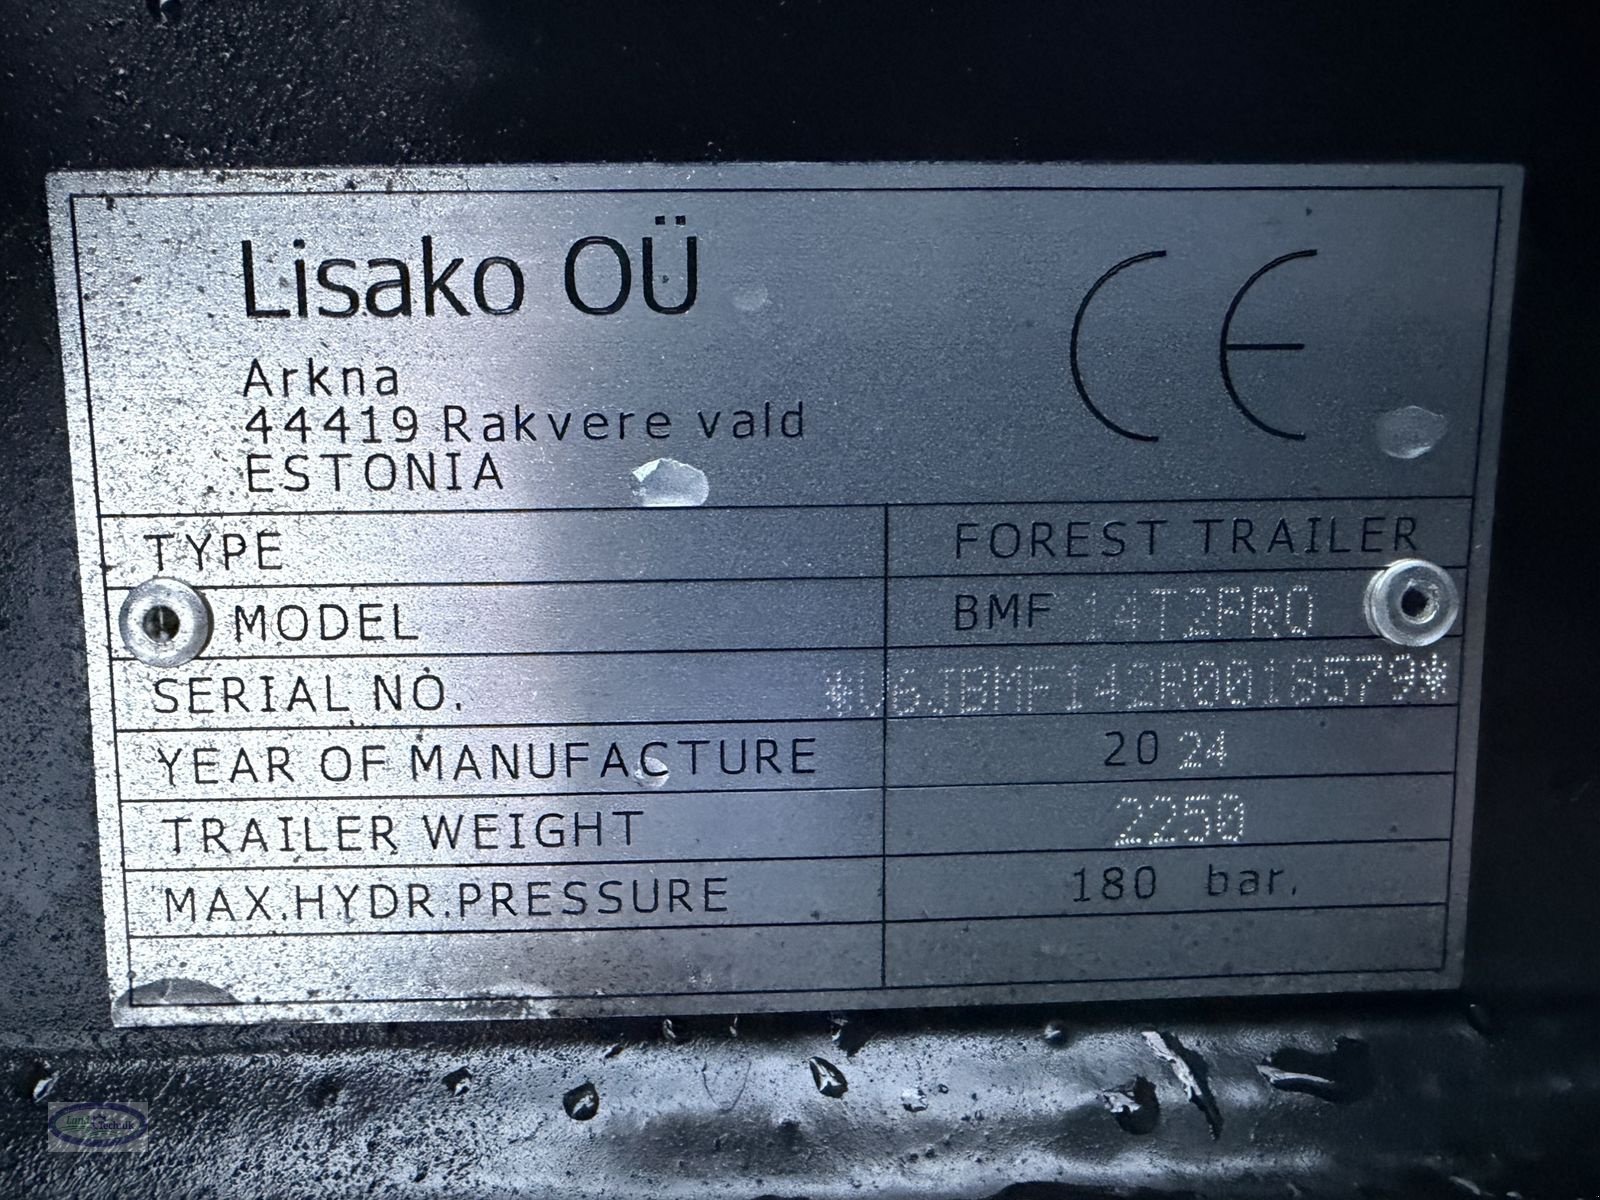 Lisako OÜ
CE
Arkna
44419 Rakvere vald
ESTONIA
TYPE FOREST TRAILER
MODEL BMF 14T2PRO
SERIAL NO. *U6JBMF142R0018579*
YEAR OF MANUFACTURE 2024
TRAILER WEIGHT 2250
MAX.HYDR.PRESSURE 180 bar.